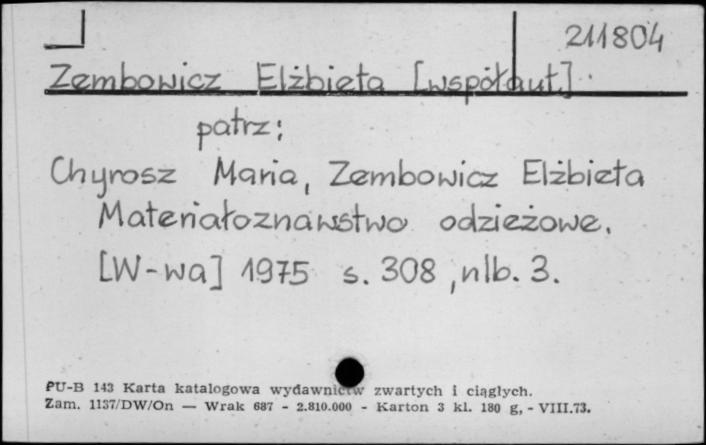 211804
Zembowicz Elżbieta [współaut].
patrz:
Chyrosz Maria, Zembowicz Elżbieta
Materiałoznawstwo odzieżowe.
[W-wa] 1975 s. 308, nlb. 3.
PU-B 143 Karta katalogowa wydawnictw zwartych i ciągłych.
Zam. 1137/DW/On — Wrak 687 - 2.810.000 - Karton 3 kl. 180 g, - VIII.73.